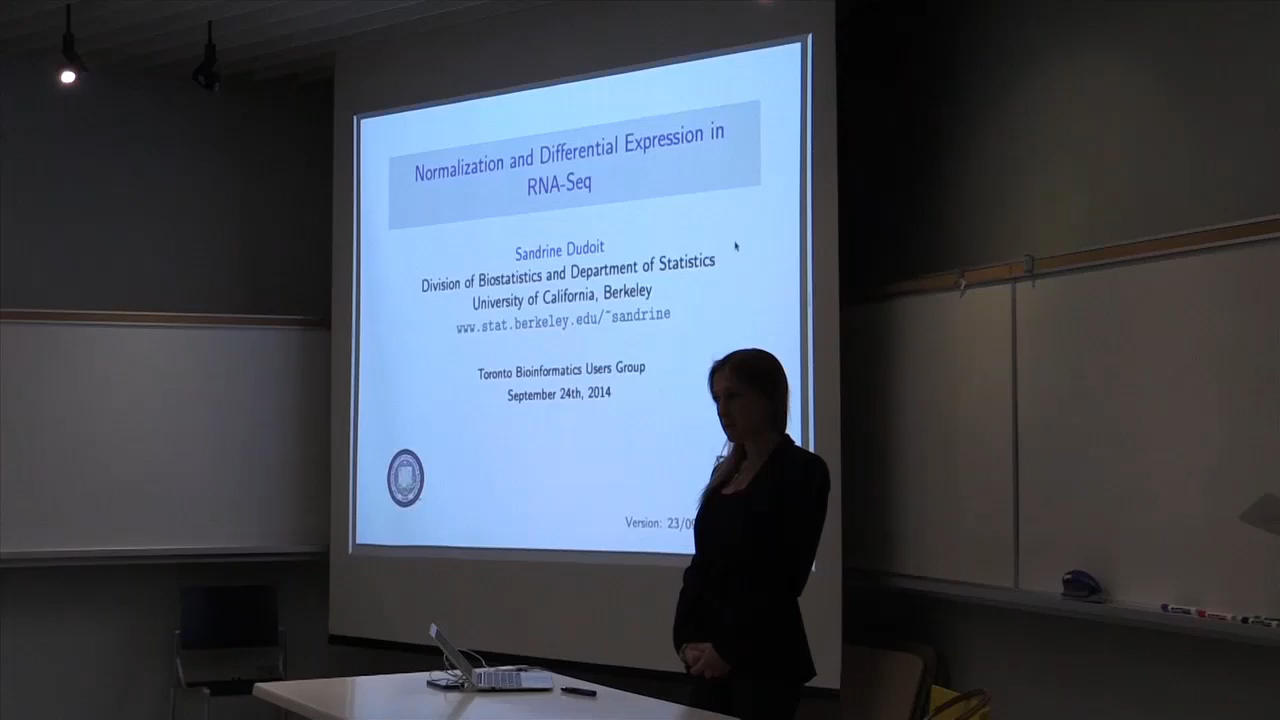 Normalization and Differential Expression in
RNA-Seq
Sandrine Dudoit
Division of Biostatistics and Department of Statistics
University of California, Berkeley
www.stat.berkeley.edu/~sandrine
Toronto Bioinformatics Users Group
September 24th, 2014
Version: 23/09